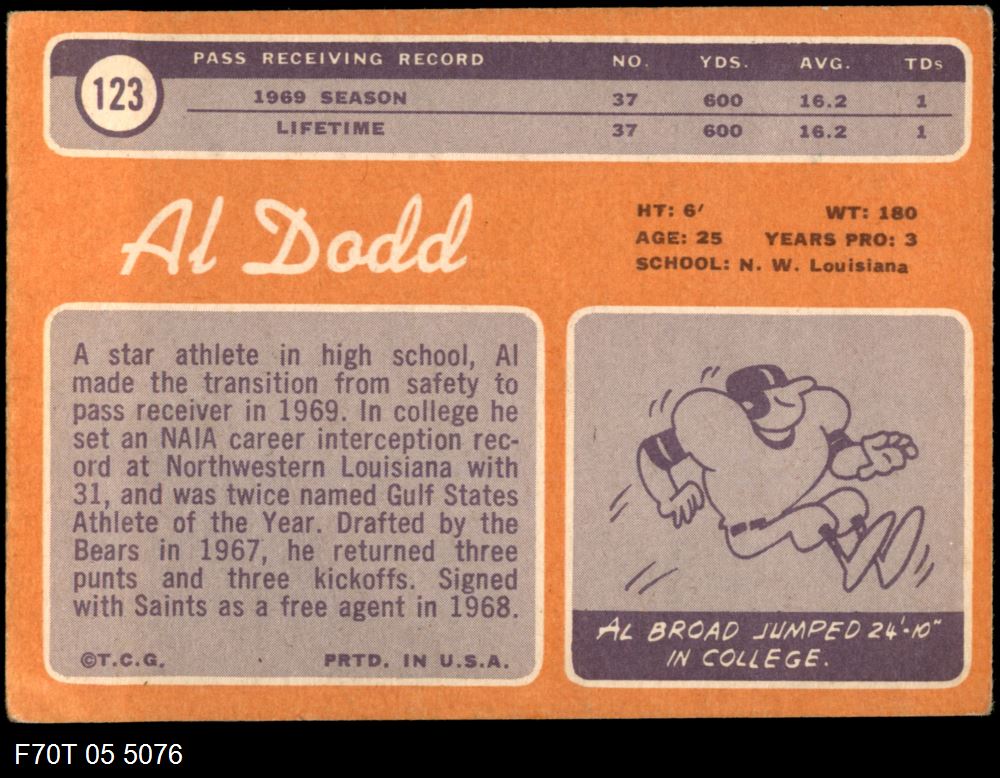 123
PASS RECEIVING RECORD NO. YDS. AVG. TDs
1969 SEASON 37 600 16.2 1
LIFETIME 37 600 16.2 1
Al Dodd
HT: 6' WT: 180
AGE: 25 YEARS PRO: 3
SCHOOL: N. W. Louisiana
A star athlete in high school, Al
made the transition from safety to
pass receiver in 1969. In college he
set an NAIA career interception rec-
ord at Northwestern Louisiana with
31, and was twice named Gulf States
Athlete of the Year. Drafted by the
Bears in 1967, he returned three
punts and three kickoffs. Signed
with Saints as a free agent in 1968.
©T.C.G. PRTD. IN U.S.A.
AL BROAD JUMPED 24'-10"
IN COLLEGE.
F70T 05 5076